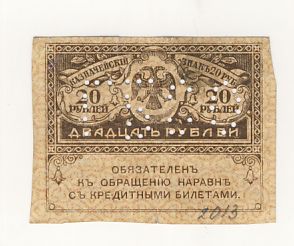 КАЗНАЧЕЙСКІЙ ЗНАКЪ 20 РУБ.
20 20
РУБЛЕЙ РУБЛЕЙ
ДВАДЦАТЬ РУБЛЕЙ
ОБЯЗАТЕЛЕНЪ
КЪ ОБРАЩЕНІЮ НАРАВНѢ
СЪ КРЕДИТНЫМИ БИЛЕТАМИ.
2013